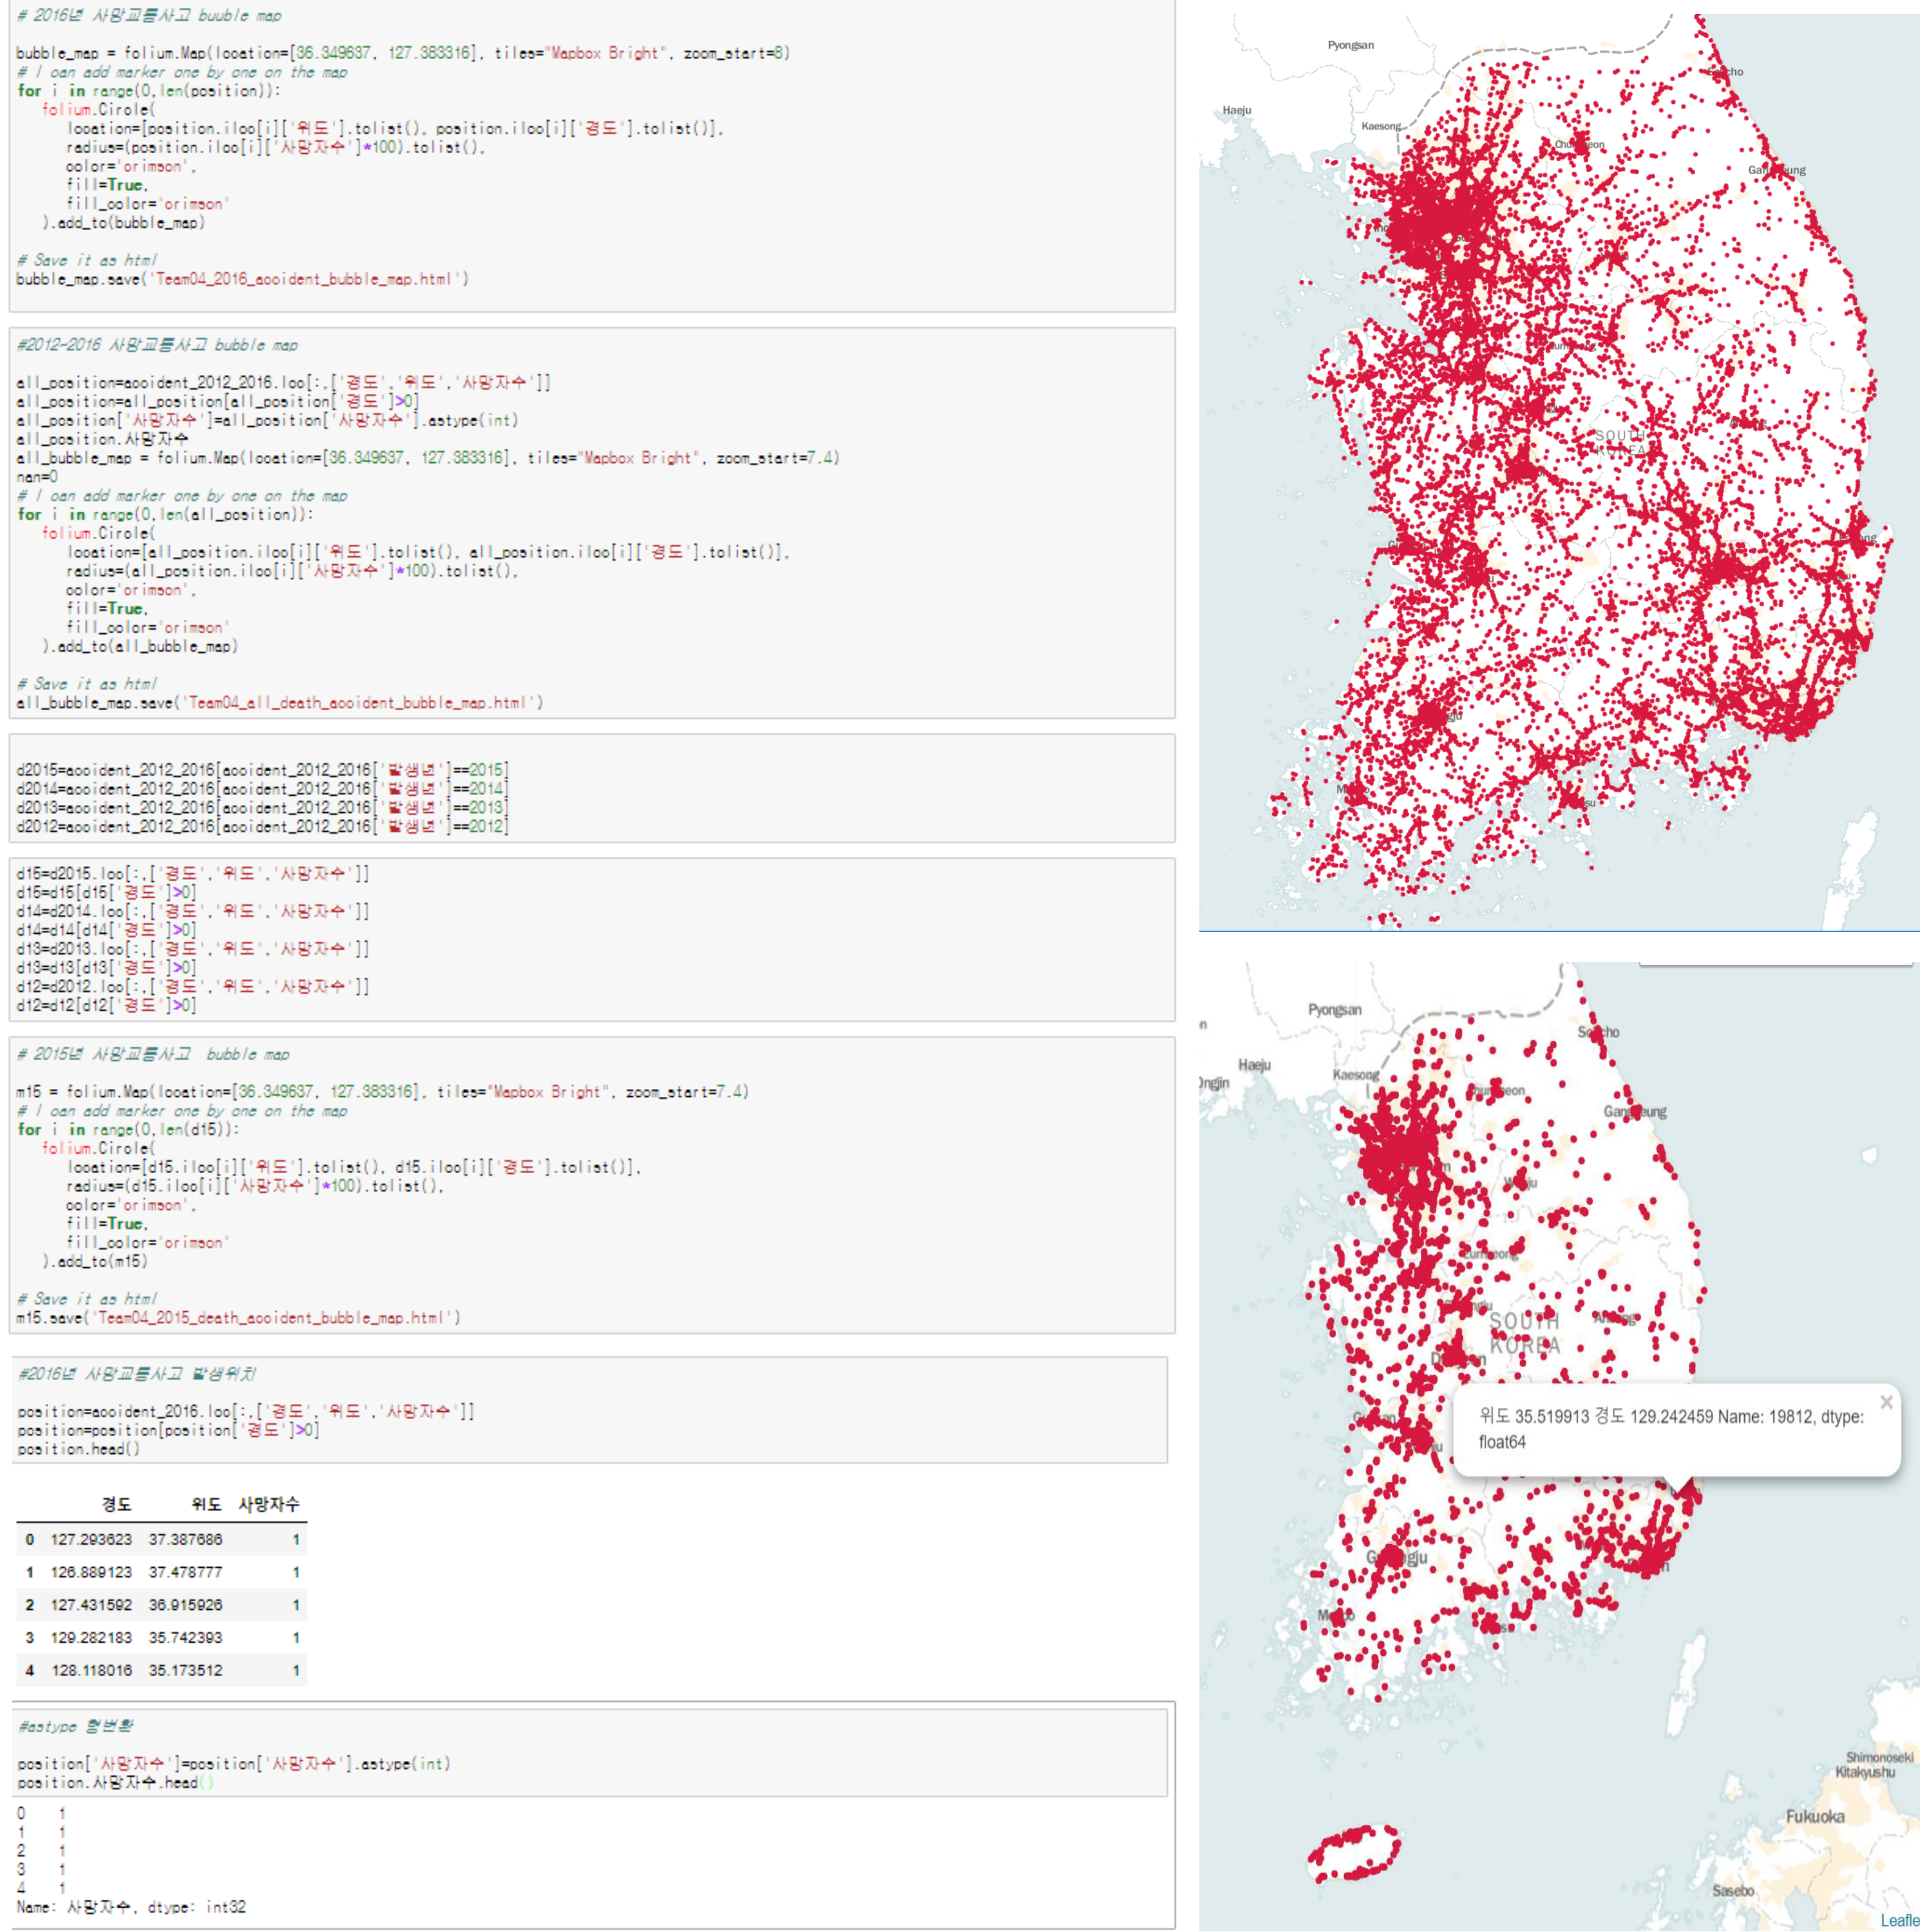 # 2016년 사망교통사고 buuble map
bubble_map = folium.Map(location=[36.349637, 127.383316], tiles="Mapbox Bright", zoom_start=8)
# I can add marker one by one on the map
for i in range(0,len(position)):
folium.Circle(
location=[position.iloc[i]['위도'].tolist(), position.iloc[i]['경도'].tolist()],
radius=(position.iloc[i]['사망자수']*100).tolist(),
color='crimson',
fill=True,
fill_color='crimson'
).add_to(bubble_map)
# Save it as html
bubble_map.save('Team04_2016_accident_bubble_map.html')
#2012~2016 사망교통사고 bubble map
all_position=accident_2012_2016.loc[:,['경도','위도','사망자수']]
all_position=all_position[all_position['경도']>0]
all_position['사망자수']=all_position['사망자수'].astype(int)
all_position.사망자수
all_bubble_map = folium.Map(location=[36.349637, 127.383316], tiles="Mapbox Bright", zoom_start=7.4)
nan=0
# I can add marker one by one on the map
for i in range(0,len(all_position)):
folium.Circle(
location=[all_position.iloc[i]['위도'].tolist(), all_position.iloc[i]['경도'].tolist()],
radius=(all_position.iloc[i]['사망자수']*100).tolist(),
color='crimson',
fill=True,
fill_color='crimson'
).add_to(all_bubble_map)
# Save it as html
all_bubble_map.save('Team04_all_death_accident_bubble_map.html')
d2015=accident_2012_2016[accident_2012_2016['발생년']==2015]
d2014=accident_2012_2016[accident_2012_2016['발생년']==2014]
d2013=accident_2012_2016[accident_2012_2016['발생년']==2013]
d2012=accident_2012_2016[accident_2012_2016['발생년']==2012]
d15=d2015.loc[:,['경도','위도','사망자수']]
d15=d15[d15['경도']>0]
d14=d2014.loc[:,['경도','위도','사망자수']]
d14=d14[d14['경도']>0]
d13=d2013.loc[:,['경도','위도','사망자수']]
d13=d13[d13['경도']>0]
d12=d2012.loc[:,['경도','위도','사망자수']]
d12=d12[d12['경도']>0]
# 2015년 사망교통사고 bubble map
m15 = folium.Map(location=[36.349637, 127.383316], tiles="Mapbox Bright", zoom_start=7.4)
# I can add marker one by one on the map
for i in range(0,len(d15)):
folium.Circle(
location=[d15.iloc[i]['위도'].tolist(), d15.iloc[i]['경도'].tolist()],
radius=(d15.iloc[i]['사망자수']*100).tolist(),
color='crimson',
fill=True,
fill_color='crimson'
).add_to(m15)
# Save it as html
m15.save('Team04_2015_death_accident_bubble_map.html')
#2016년 사망교통사고 발생위치
position=accident_2016.loc[:,['경도','위도','사망자수']]
position=position[position['경도']>0]
position.head()
경도 위도 사망자수
0 127.293623 37.387686 1
1 126.889123 37.478777 1
2 127.431592 36.915926 1
3 129.282183 35.742393 1
4 128.118016 35.173512 1
#astype 형변환
position['사망자수']=position['사망자수'].astype(int)
position.사망자수.head()
0 1
1 1
2 1
3 1
4 1
Name: 사망자수, dtype: int32
Pyongsan
Haeju
Kaesong
SOUTH
KOREA
Pyongsan
Haeju
Kaesong
SOUTH
KOREA
위도 35.519913 경도 129.242459 Name: 19812, dtype:
float64
×
Shimonoseki
Kitakyushu
Fukuoka
Sasebo
Leafle